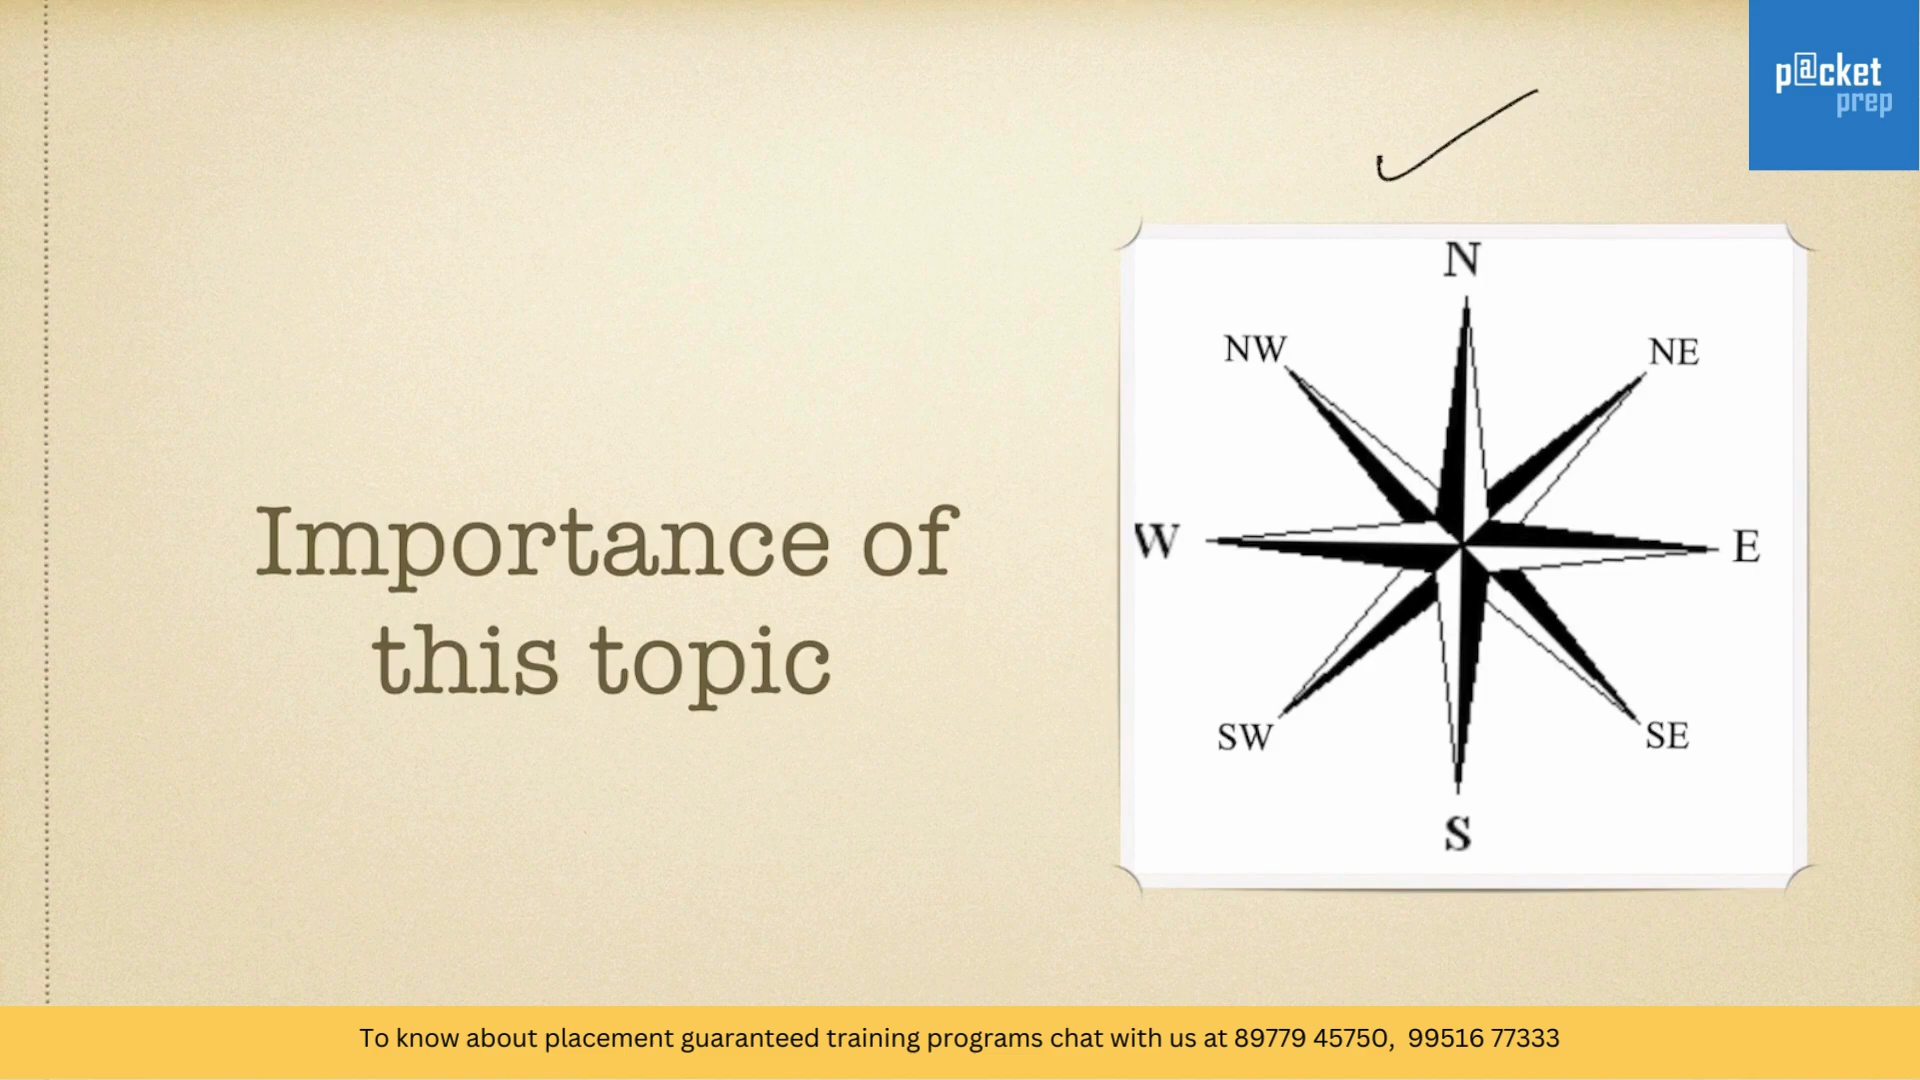 p@cket
prep
N
NW
NE
Importance of
W
E
this topic
SW
SE
S
To know about placement guaranteed training programs chat with us at 89779 45750,  99516 77333